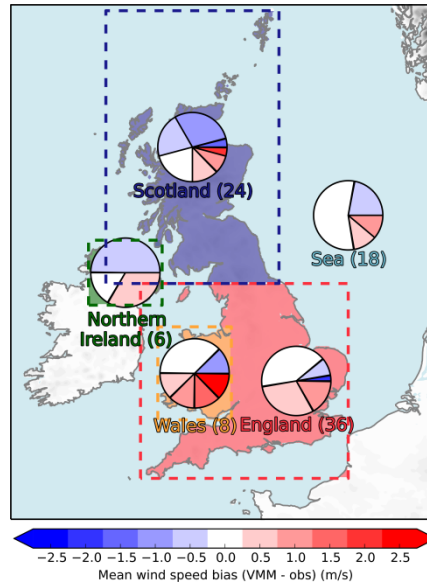 Scotland (24)
Sea (18)
Northern
Ireland (6)
Wales (8)
England (36)
−2.5 −2.0 −1.5 −1.0 −0.5 0.0 0.5 1.0 1.5 2.0 2.5
Mean wind speed bias (VMM - obs) (m/s)